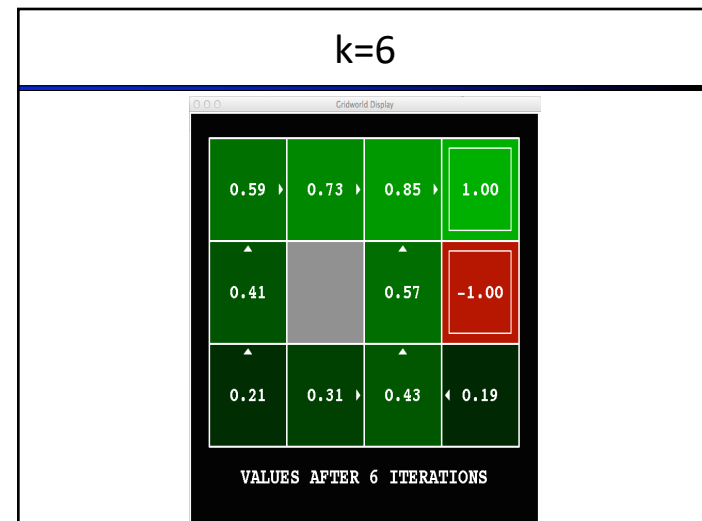 k=6
Gridworld Display
0.59 0.73 0.85 1.00
0.41 0.57 -1.00
0.21 0.31 0.43 0.19
VALUES AFTER 6 ITERATIONS